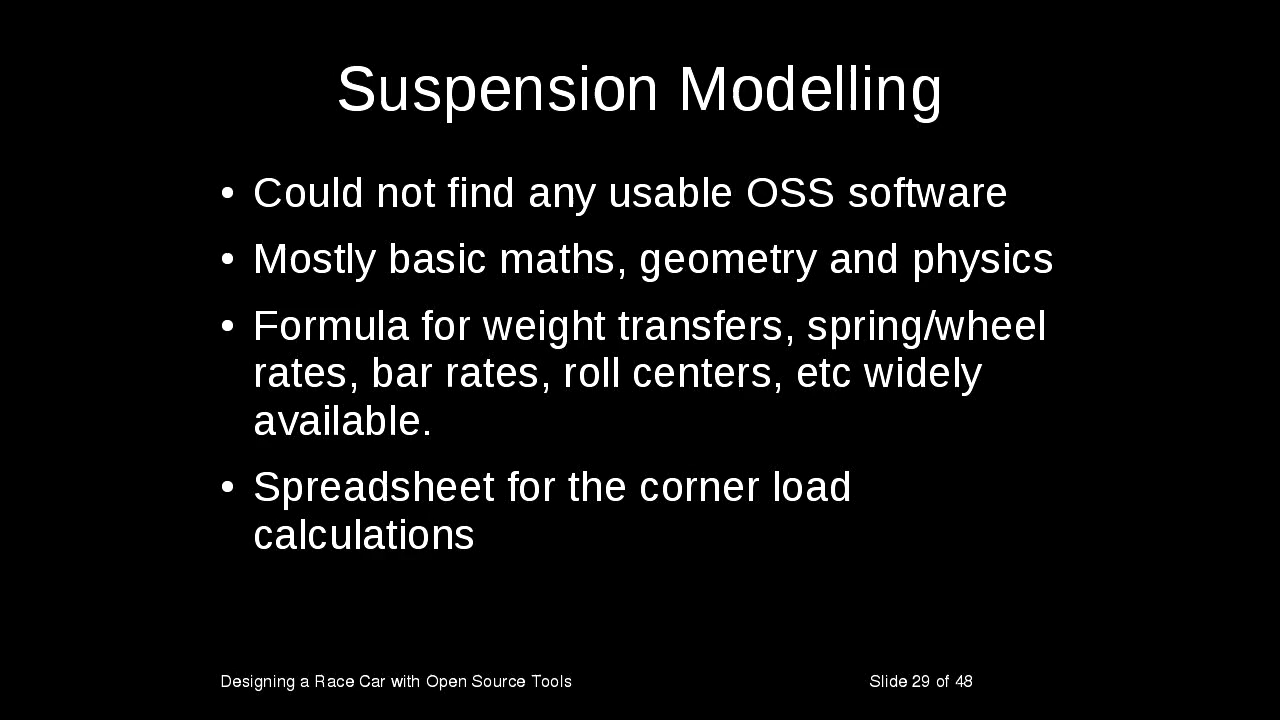 Suspension Modelling
• Could not find any usable OSS software
• Mostly basic maths, geometry and physics
• Formula for weight transfers, spring/wheel
rates, bar rates, roll centers, etc widely
available.
• Spreadsheet for the corner load
calculations
Designing a Race Car with Open Source Tools
Slide 29 of 48